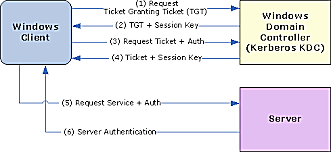 (1) Request
Ticket Granting Ticket (TGT)
Windows
Client
(2) TGT + Session Key
(3) Request Ticket + Auth
(4) Ticket + Session Key
Windows
Domain
Controller
(Kerberos KDC)
(5) Request Service + Auth
Server
(6) Server Authentication